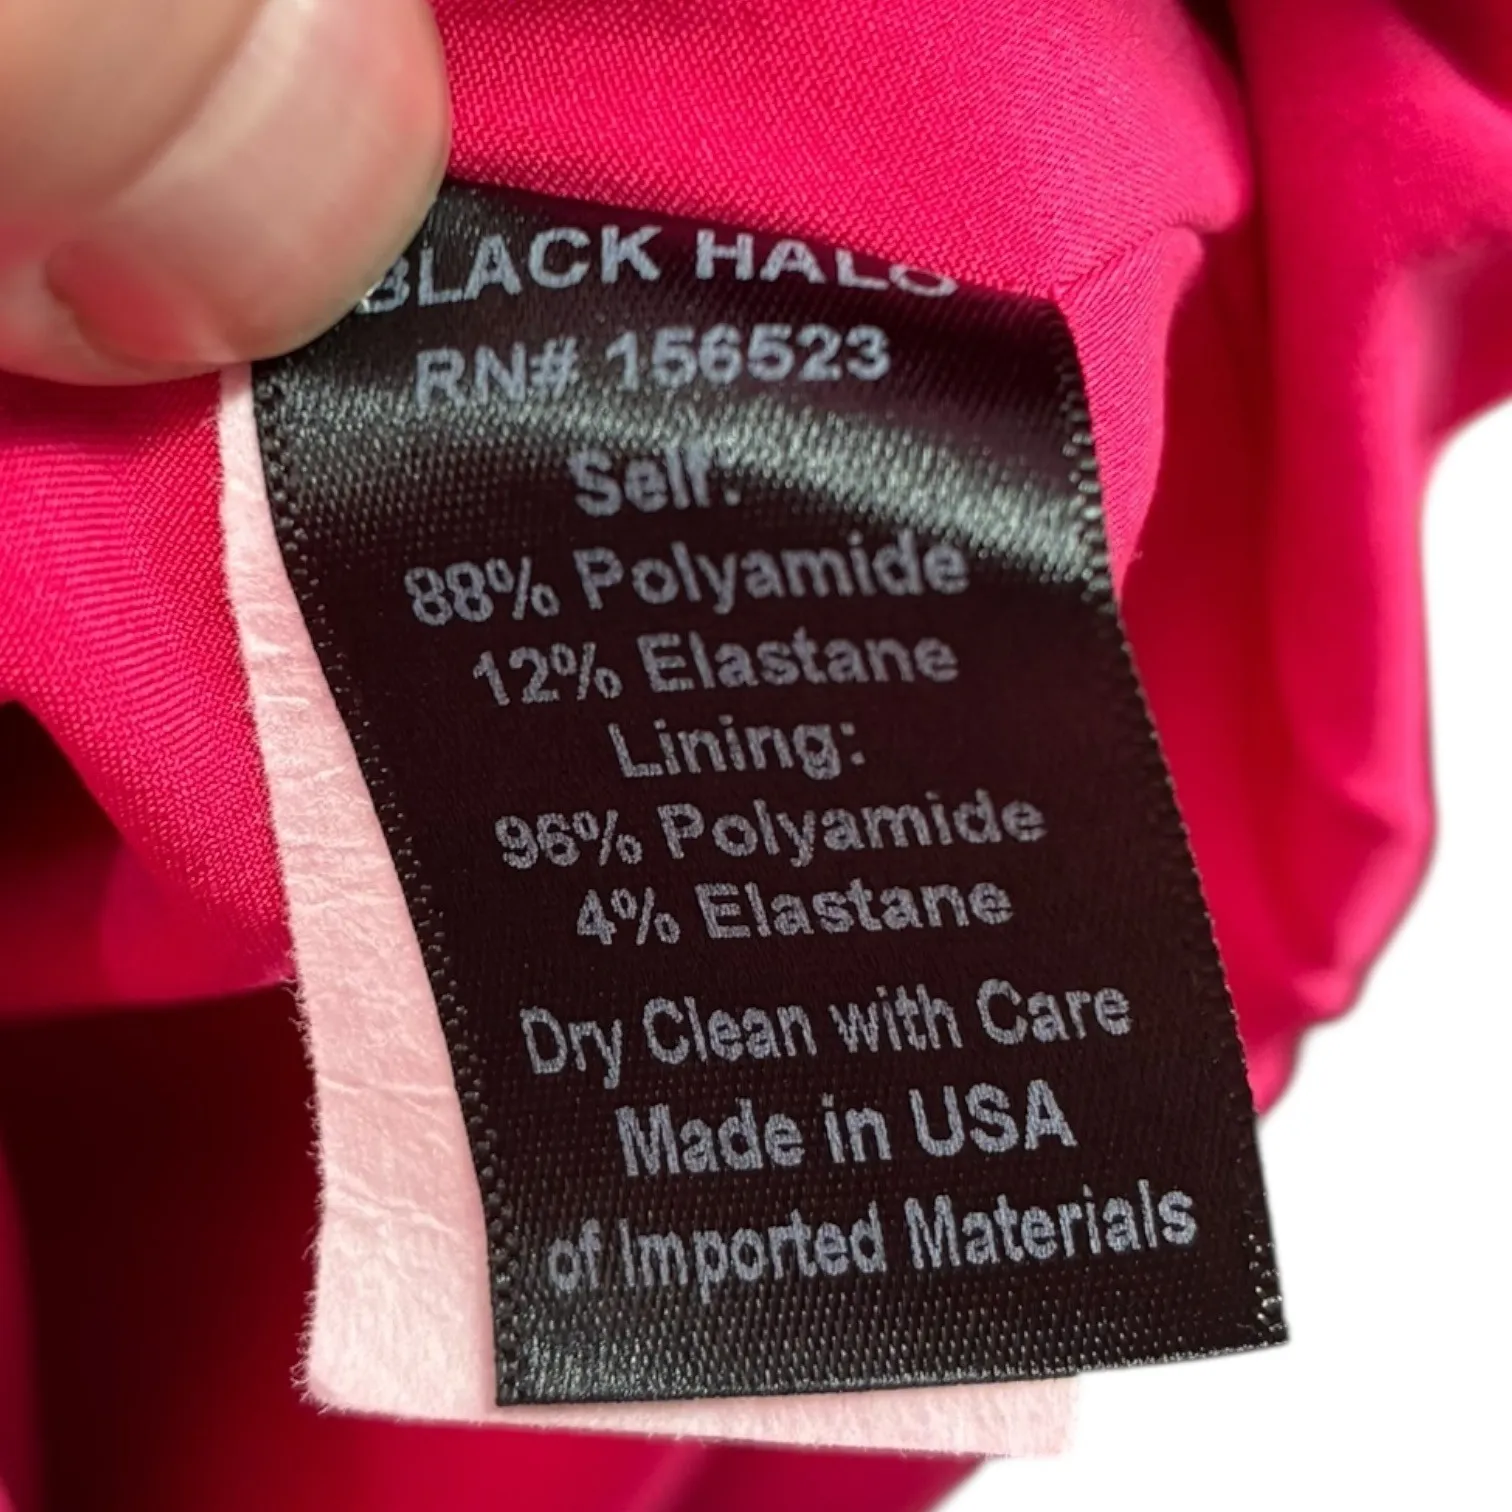 BLACK HALO
RN# 156523
Self:
88% Polyamide
12% Elastane
Lining:
96% Polyamide
4% Elastane
Dry Clean with Care
Made in USA
of Imported Materials